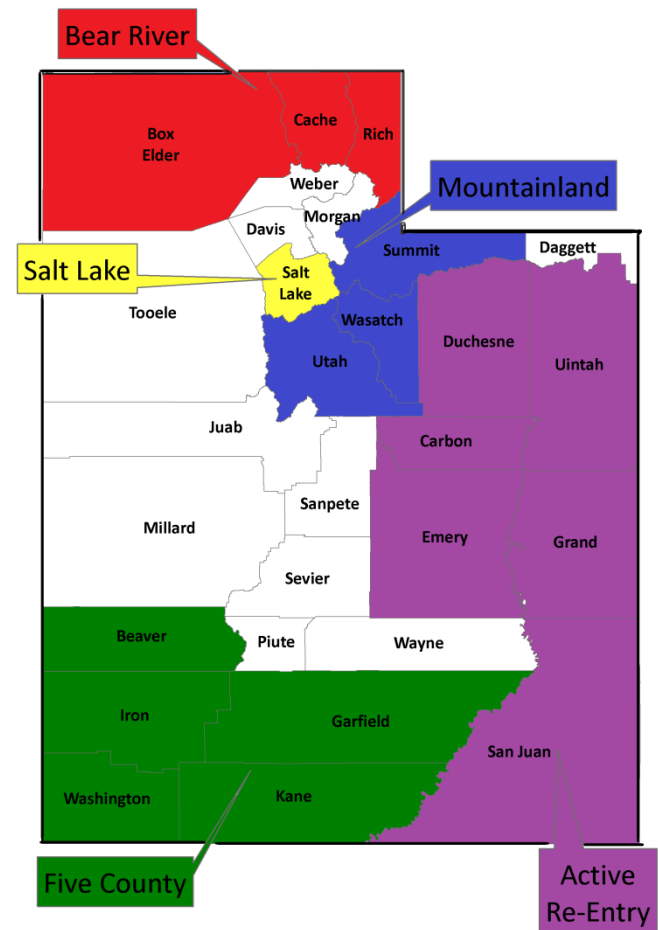 Bear River
Box
Elder
Cache
Rich
Weber
Mountainland
Morgan
Davis
Summit
Daggett
Salt Lake
Salt
Lake
Tooele
Wasatch
Duchesne
Utah
Uintah
Juab
Carbon
Sanpete
Millard
Emery
Grand
Sevier
Beaver
Piute
Wayne
Iron
Garfield
San Juan
Washington
Kane
Five County
Active
Re-Entry